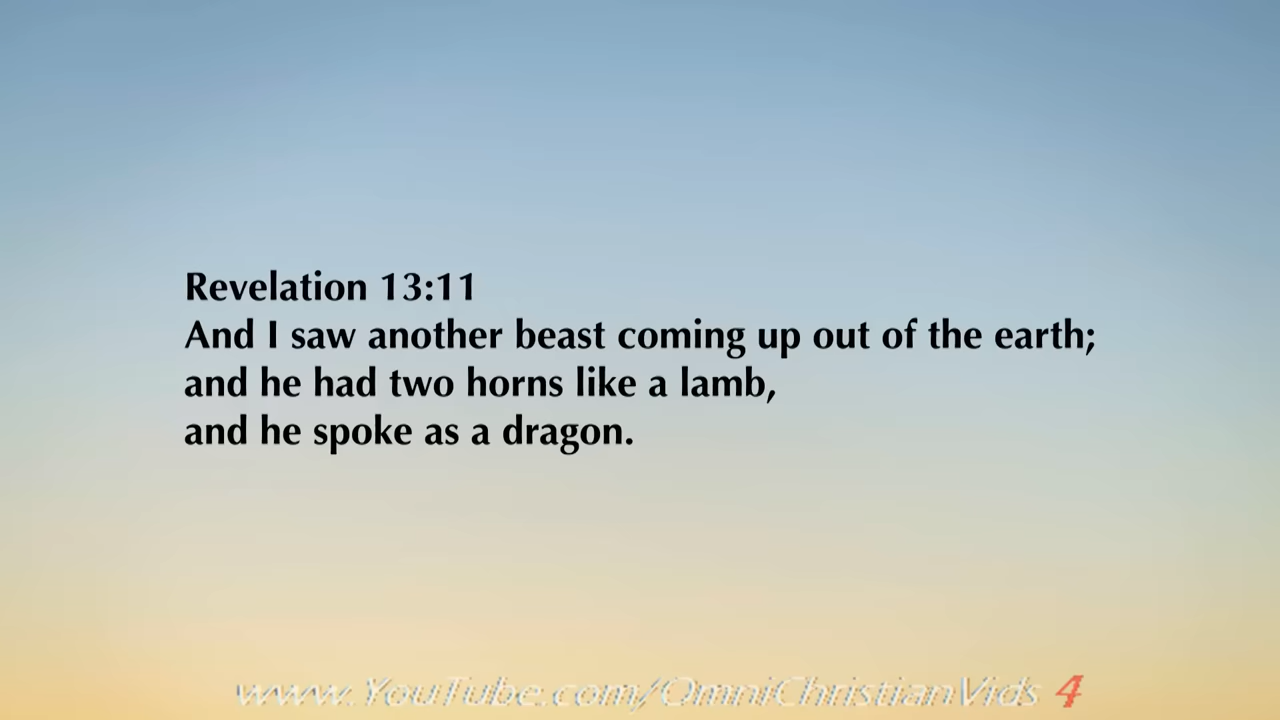 Revelation 13:11
And I saw another beast coming up out of the earth;
and he had two horns like a lamb,
and he spoke as a dragon.
www.YouTube.com/OmniChristianVids 4